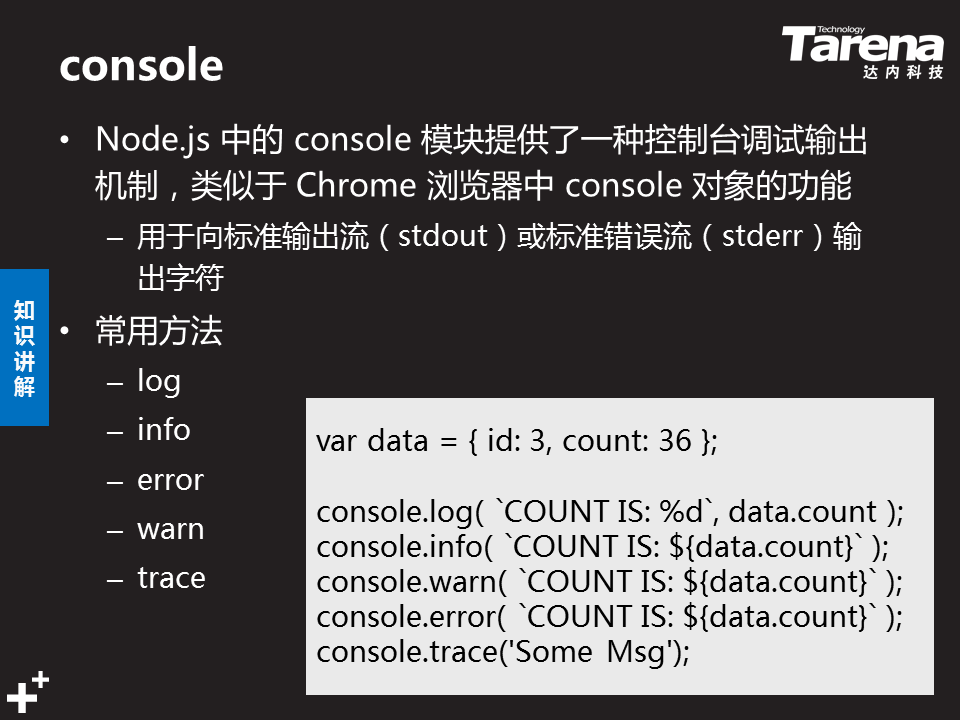 console
Technology
Tarena
达内科技
• Node.js 中的 console 模块提供了一种控制台调试输出
机制，类似于 Chrome 浏览器中 console 对象的功能
– 用于向标准输出流（stdout）或标准错误流（stderr）输
出字符
知识讲解
• 常用方法
– log
– info
– error
– warn
– trace
var data = { id: 3, count: 36 };
console.log( `COUNT IS: %d`, data.count );
console.info( `COUNT IS: ${data.count}` );
console.warn( `COUNT IS: ${data.count}` );
console.error( `COUNT IS: ${data.count}` );
console.trace('Some Msg');